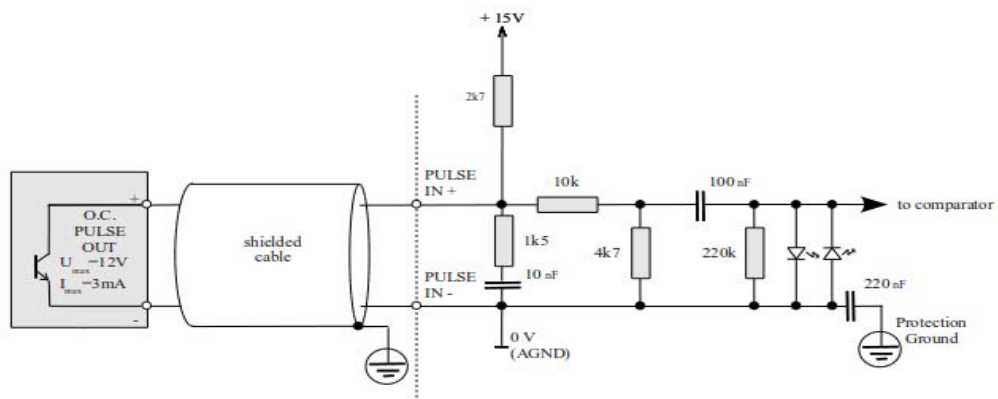 + 15V
2k7
PULSE
IN +
10k
100 nF
to comparator
+
O.C.
PULSE
OUT
U max =12V
I max =3mA
-
shielded
cable
1k5
4k7
220k
10 nF
PULSE
IN -
220 nF
0 V
(AGND)
Protection
Ground